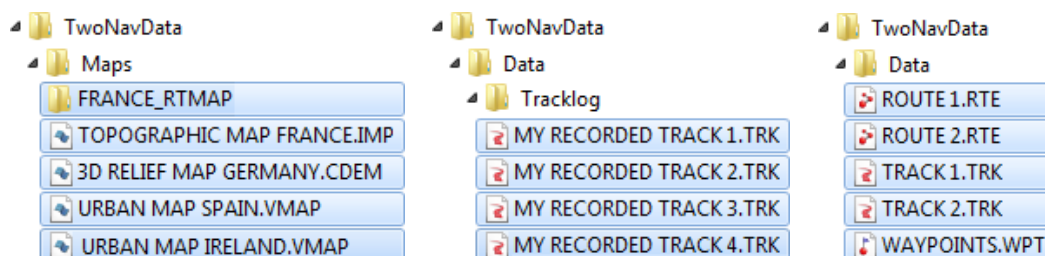 TwoNavData
Maps
FRANCE_RTMAP
TOPOGRAPHIC MAP FRANCE.IMP
3D RELIEF MAP GERMANY.CDEM
URBAN MAP SPAIN.VMAP
URBAN MAP IRELAND.VMAP
TwoNavData
Data
Tracklog
MY RECORDED TRACK 1.TRK
MY RECORDED TRACK 2.TRK
MY RECORDED TRACK 3.TRK
MY RECORDED TRACK 4.TRK
TwoNavData
Data
ROUTE 1.RTE
ROUTE 2.RTE
TRACK 1.TRK
TRACK 2.TRK
WAYPOINTS.WPT